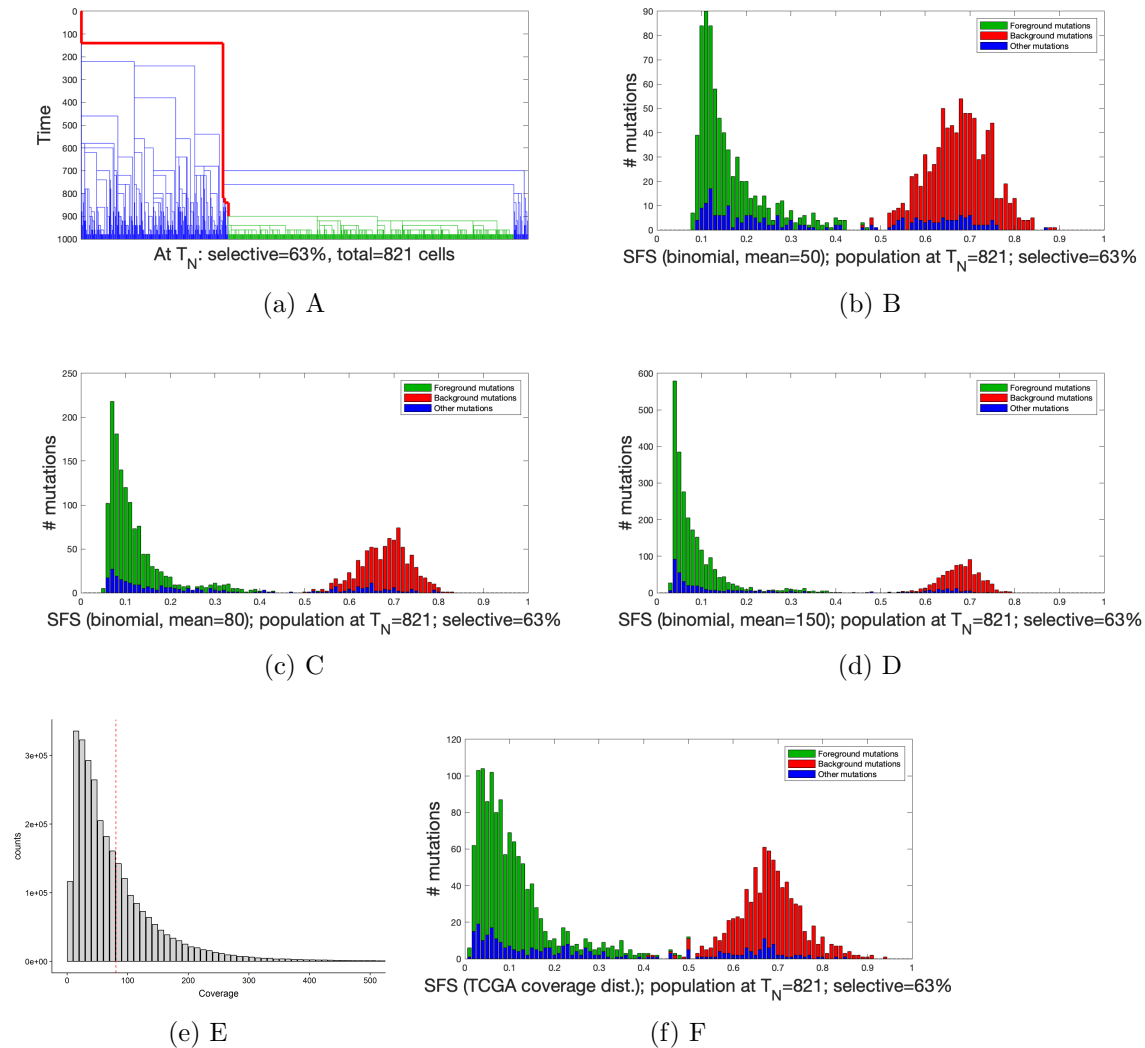 0
100
200
300
400
500
600
700
800
900
1000
Time
At T_N: selective=63%, total=821 cells
(a) A
90
80
70
60
50
40
30
20
10
0
# mutations
Foreground mutations
Background mutations
Other mutations
0 0.1 0.2 0.3 0.4 0.5 0.6 0.7 0.8 0.9 1
SFS (binomial, mean=50); population at T_N=821; selective=63%
(b) B
250
200
150
100
50
0
# mutations
Foreground mutations
Background mutations
Other mutations
0 0.1 0.2 0.3 0.4 0.5 0.6 0.7 0.8 0.9 1
SFS (binomial, mean=80); population at T_N=821; selective=63%
(c) C
600
500
400
300
200
100
0
# mutations
Foreground mutations
Background mutations
Other mutations
0 0.1 0.2 0.3 0.4 0.5 0.6 0.7 0.8 0.9 1
SFS (binomial, mean=150); population at T_N=821; selective=63%
(d) D
3e+05
2e+05
1e+05
0e+00
counts
0 100 200 300 400 500
Coverage
(e) E
120
100
80
60
40
20
0
# mutations
Foreground mutations
Background mutations
Other mutations
0 0.1 0.2 0.3 0.4 0.5 0.6 0.7 0.8 0.9 1
SFS (TCGA coverage dist.); population at T_N=821; selective=63%
(f) F